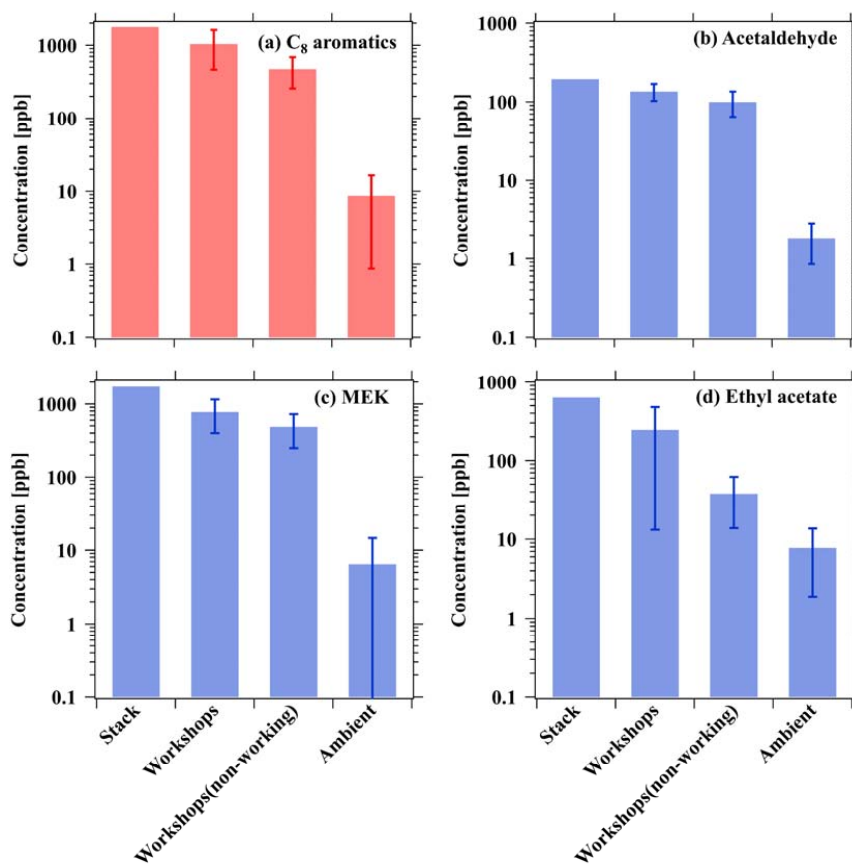 (a) C₈ aromatics
Concentration [ppb]
1000
100
10
1
0.1
(b) Acetaldehyde
Concentration [ppb]
1000
100
10
1
0.1
(c) MEK
Concentration [ppb]
1000
100
10
1
0.1
Stack
Workshops
Workshops(non-working)
Ambient
(d) Ethyl acetate
Concentration [ppb]
1000
100
10
1
0.1
Stack
Workshops
Workshops(non-working)
Ambient